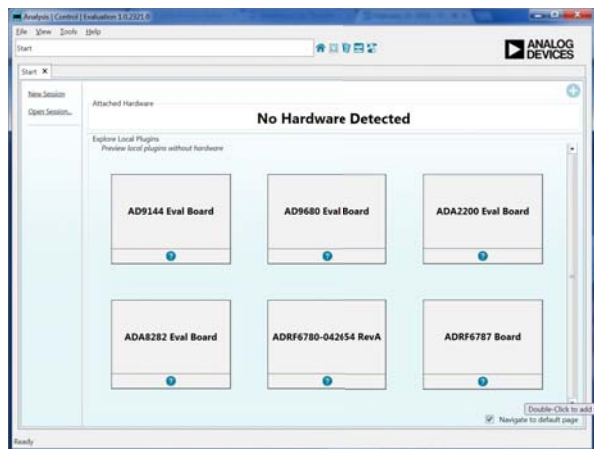 Analysis | Control | Evaluation 1.0.2321.0
File View Tools Help
Start
ANALOG
DEVICES
Start X
New Session
Open Session...
Attached Hardware
No Hardware Detected
Explore Local Plugins
Preview local plugins without hardware
AD9144 Eval Board
AD9680 Eval Board
ADA2200 Eval Board
? ? ?
ADA8282 Eval Board
ADRF6780-042654 RevA
ADRF6787 Board
? ? ?
Double-Click to add
Navigate to default page
Ready